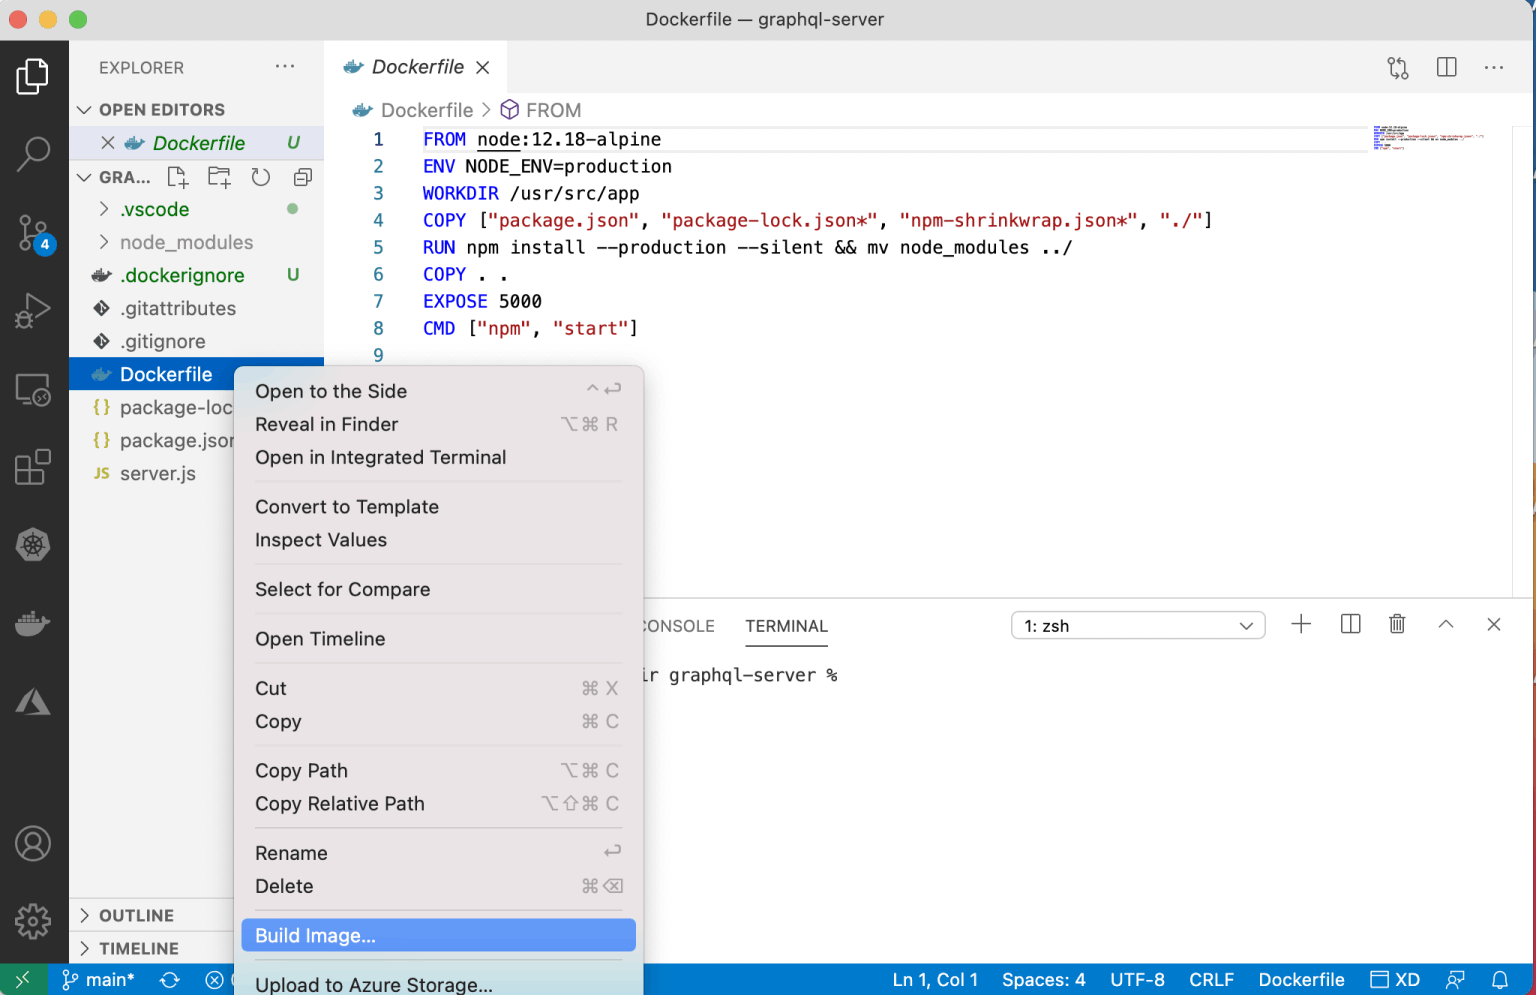 Dockerfile — graphql-server
EXPLORER
Dockerfile
OPEN EDITORS
Dockerfile > FROM
Dockerfile U
1 FROM node:12.18-alpine
2 ENV NODE_ENV=production
3 WORKDIR /usr/src/app
4 COPY ["package.json", "package-lock.json*", "npm-shrinkwrap.json*", "./"]
5 RUN npm install --production --silent && mv node_modules ../
6 COPY . .
7 EXPOSE 5000
8 CMD ["npm", "start"]
9
GRA...
.vscode
node_modules
4
.dockerignore U
.gitattributes
.gitignore
Dockerfile
{} package-loc
{} package.json
JS server.js
Open to the Side ^ ↩
Reveal in Finder ⌥⌘ R
Open in Integrated Terminal
Convert to Template
Inspect Values
Select for Compare
Open Timeline
Cut ⌘ X
Copy ⌘ C
Copy Path ⌥⌘ C
Copy Relative Path ⌥⇧⌘ C
Rename ↩
Delete ⌘⌫
Build Image...
Upload to Azure Storage...
CONSOLE TERMINAL 1: zsh
ir graphql-server %
OUTLINE
TIMELINE
main* Ln 1, Col 1 Spaces: 4 UTF-8 CRLF Dockerfile XD